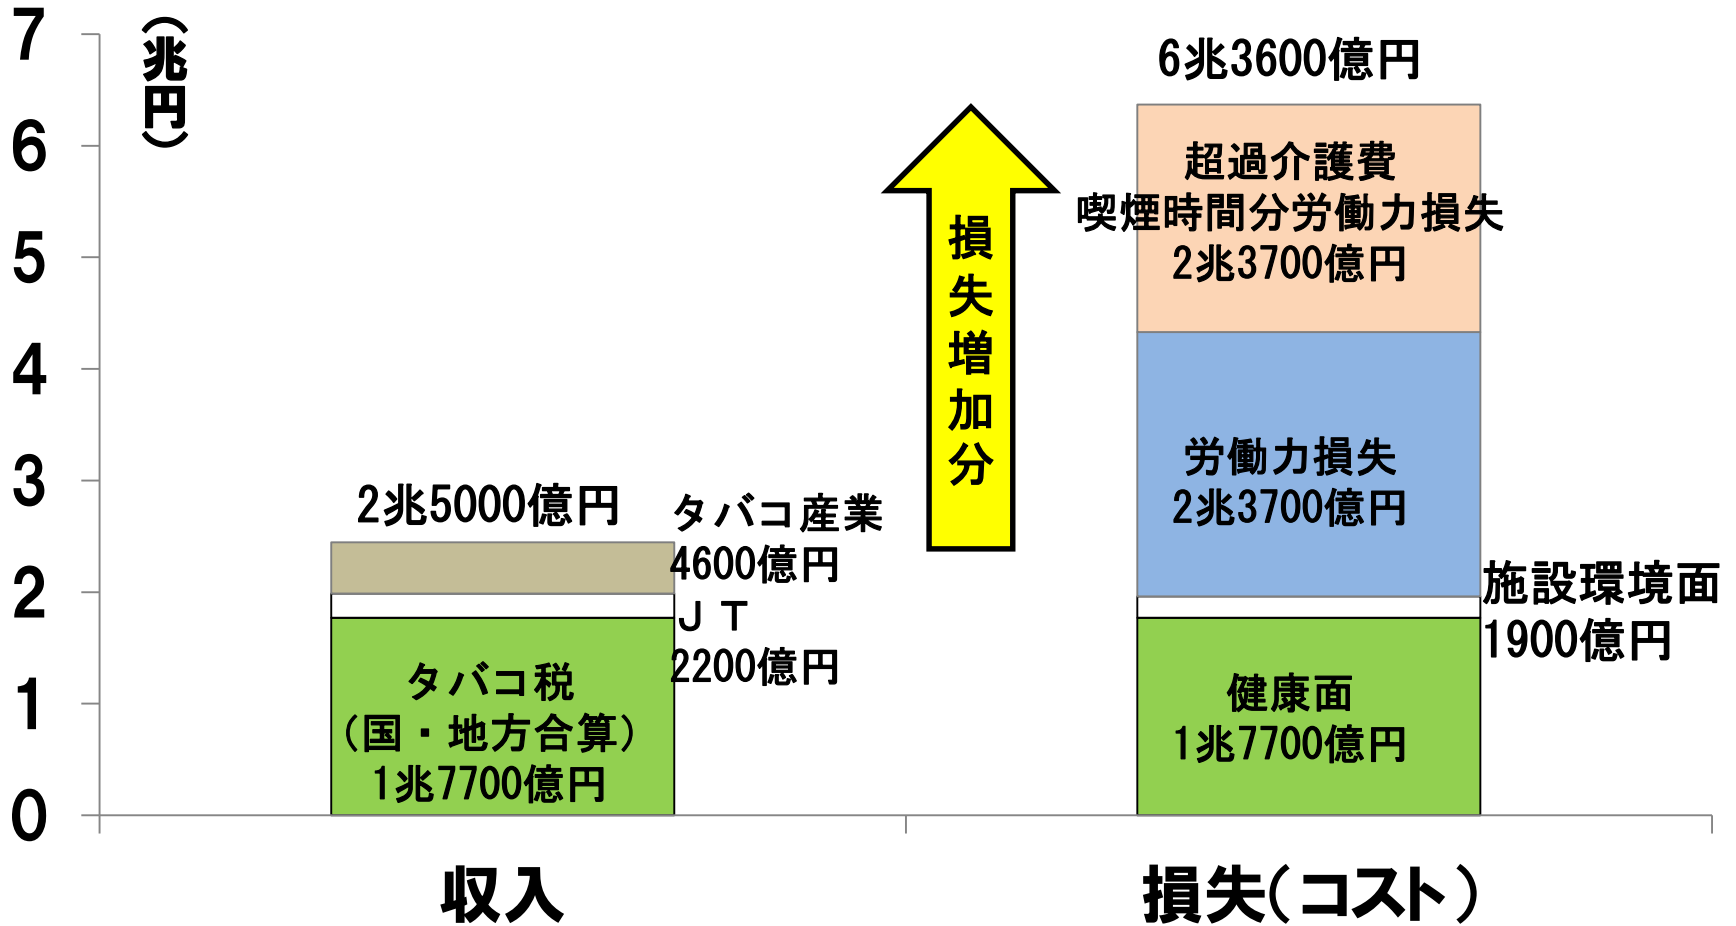 （兆円）
7
6
5
4
3
2
1
0
2兆5000億円
タバコ産業
4600億円
ＪＴ
2200億円
タバコ税
（国・地方合算）
1兆7700億円
収入
損失増加分
6兆3600億円
超過介護費
喫煙時間分労働力損失
2兆3700億円
労働力損失
2兆3700億円
施設環境面
1900億円
健康面
1兆7700億円
損失（コスト）